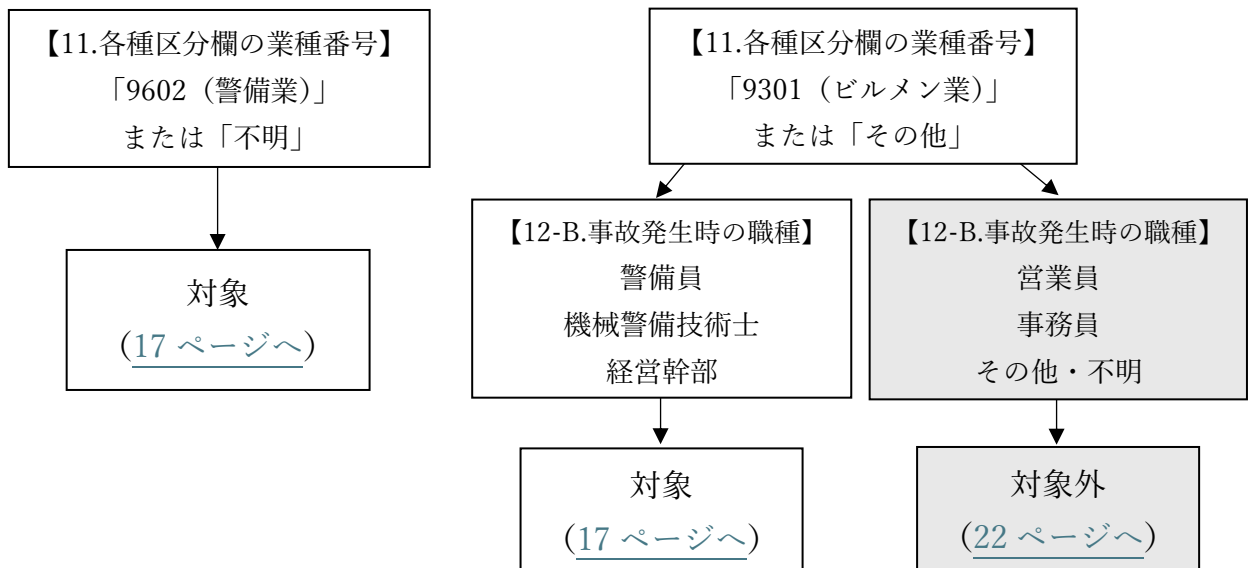 【11.各種区分欄の業種番号】
「9602（警備業）」
または「不明」
対象
（17 ページへ）
【11.各種区分欄の業種番号】
「9301（ビルメン業）」
または「その他」
【12-B.事故発生時の職種】
警備員
機械警備技術士
経営幹部
対象
（17 ページへ）
【12-B.事故発生時の職種】
営業員
事務員
その他・不明
対象外
（22 ページへ）